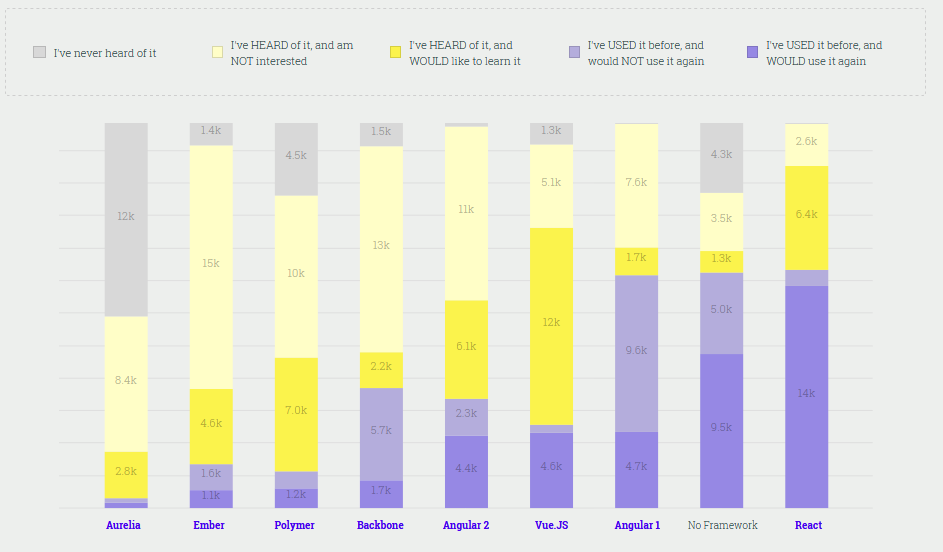 I've never heard of it
I've HEARD of it, and am
NOT interested
I've HEARD of it, and
WOULD like to learn it
I've USED it before, and
would NOT use it again
I've USED it before, and
WOULD use it again
12k
8.4k
2.8k
1.4k
15k
4.6k
1.6k
1.1k
4.5k
10k
7.0k
1.2k
1.5k
13k
2.2k
5.7k
1.7k
11k
6.1k
2.3k
4.4k
1.3k
5.1k
12k
4.6k
7.6k
1.7k
9.6k
4.7k
4.3k
3.5k
1.3k
5.0k
9.5k
2.6k
6.4k
14k
Aurelia
Ember
Polymer
Backbone
Angular 2
Vue.JS
Angular 1
No Framework
React